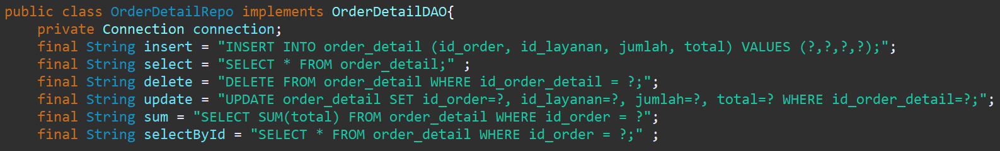 public class OrderDetailRepo implements OrderDetailDAO{
    private Connection connection;
    final String insert = "INSERT INTO order_detail (id_order, id_layanan, jumlah, total) VALUES (?,?,?,?);";
    final String select = "SELECT * FROM order_detail;" ;
    final String delete = "DELETE FROM order_detail WHERE id_order_detail = ?;";
    final String update = "UPDATE order_detail SET id_order=?, id_layanan=?, jumlah=?, total=? WHERE id_order_detail=?;";
    final String sum = "SELECT SUM(total) FROM order_detail WHERE id_order = ?";
    final String selectById = "SELECT * FROM order_detail WHERE id_order = ?;" ;